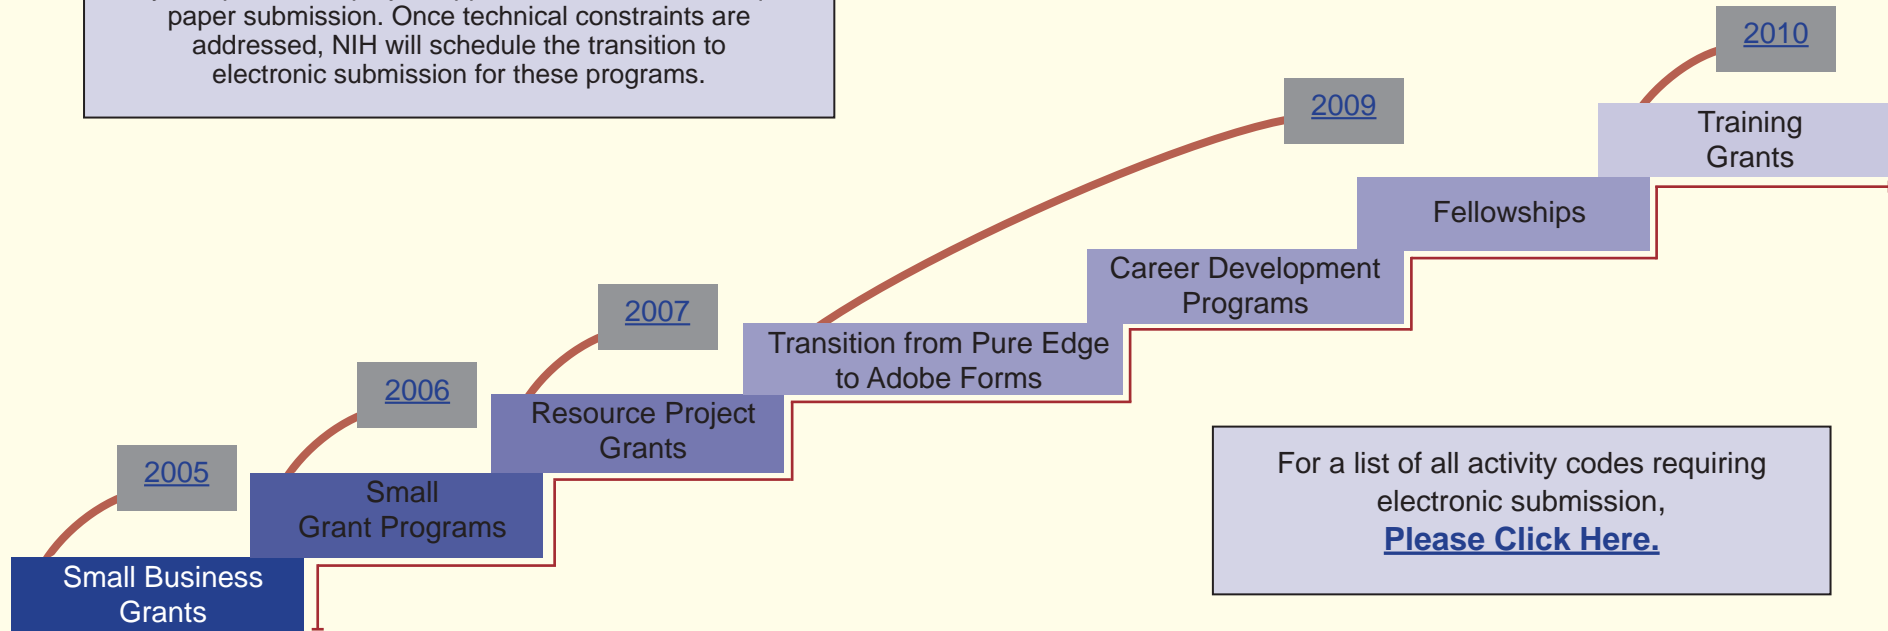 paper submission. Once technical constraints are
addressed, NIH will schedule the transition to
electronic submission for these programs.
2010
Training
Grants
2009
Fellowships
Career Development
Programs
2007
Transition from Pure Edge
to Adobe Forms
2006
Resource Project
Grants
2005
Small
Grant Programs
Small Business
Grants
For a list of all activity codes requiring
electronic submission,
Please Click Here.